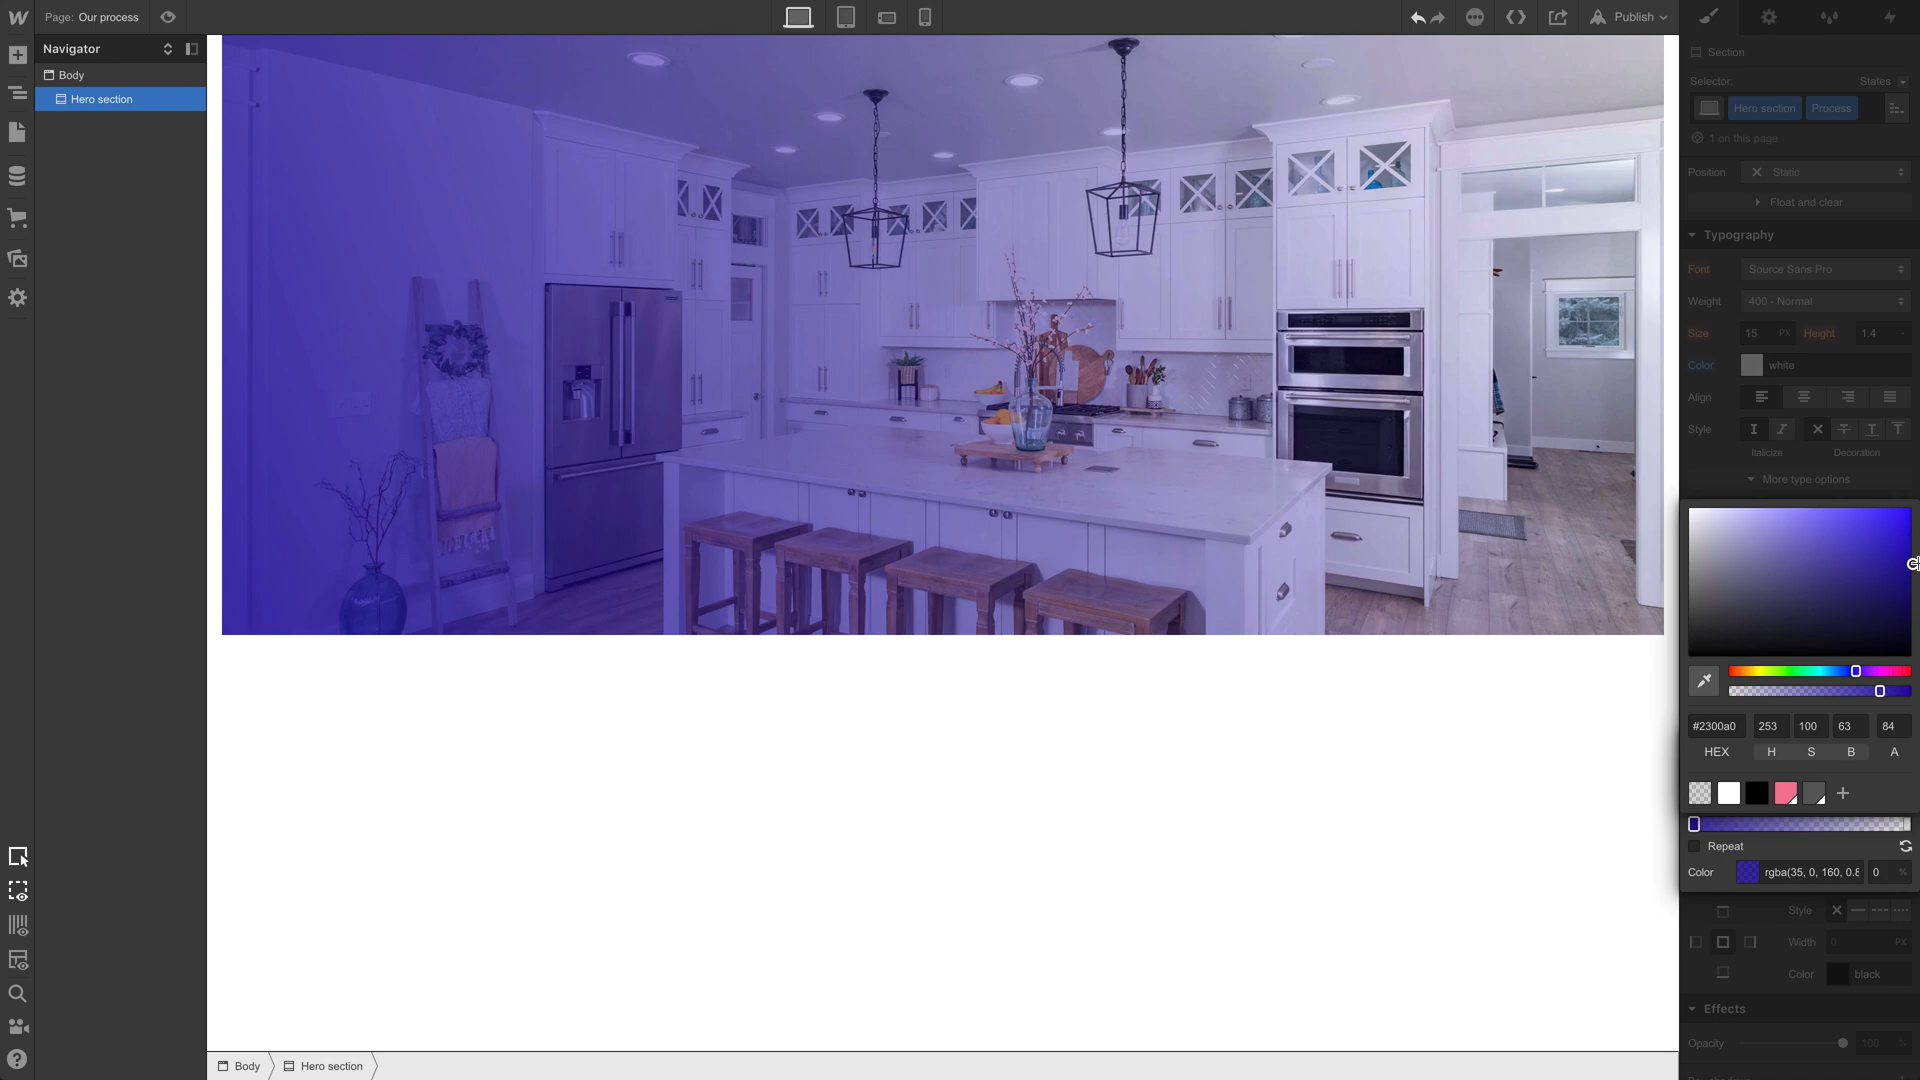 Page: Our process
Publish
Navigator
Body
Hero section
Section
Selector:
States
Hero section
Process
1 on this page
Position
Static
Float and clear
Typography
Font
Source Sans Pro
Weight
400 - Normal
Size
15
PX
Height
1.4
-
Color
white
Align
Style
Italicize
Decoration
More type options
#2300a0
253
100
63
84
HEX
H
S
B
A
Repeat
Color
rgba(35, 0, 160, 0.8
0
%
Style
Width
0
PX
Color
black
Effects
Opacity
100
%
Body
Hero section